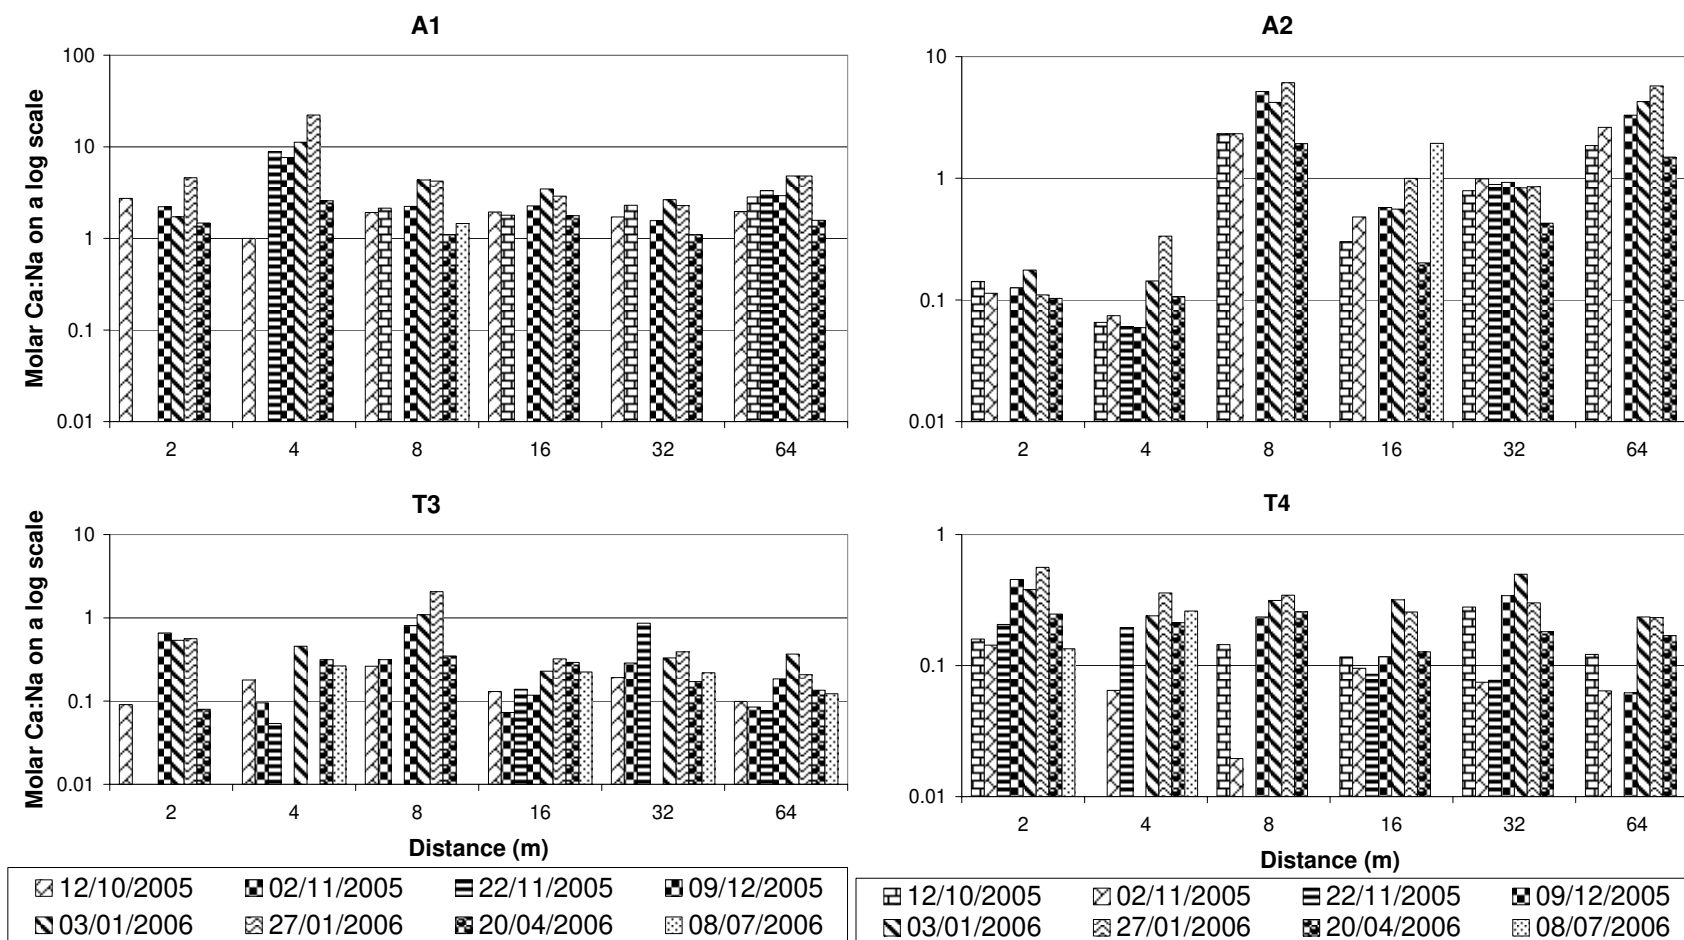 A1
Molar Ca:Na on a log scale
100
10
1
0.1
0.01
2 4 8 16 32 64
A2
10
1
0.1
0.01
2 4 8 16 32 64
T3
Molar Ca:Na on a log scale
10
1
0.1
0.01
2 4 8 16 32 64
Distance (m)
T4
1
0.1
0.01
2 4 8 16 32 64
Distance (m)
12/10/2005 02/11/2005 22/11/2005 09/12/2005
03/01/2006 27/01/2006 20/04/2006 08/07/2006
12/10/2005 02/11/2005 22/11/2005 09/12/2005
03/01/2006 27/01/2006 20/04/2006 08/07/2006